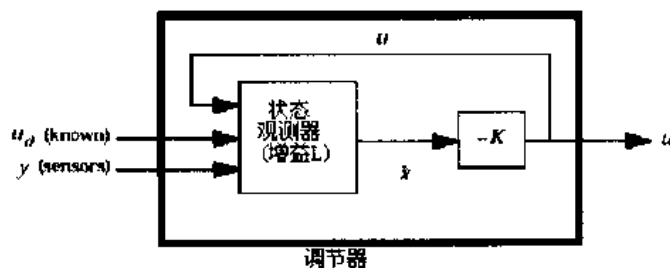 u
状态
观测器
(增益L)
u_d (known)
y (sensors)
-K
x̂
u
调节器